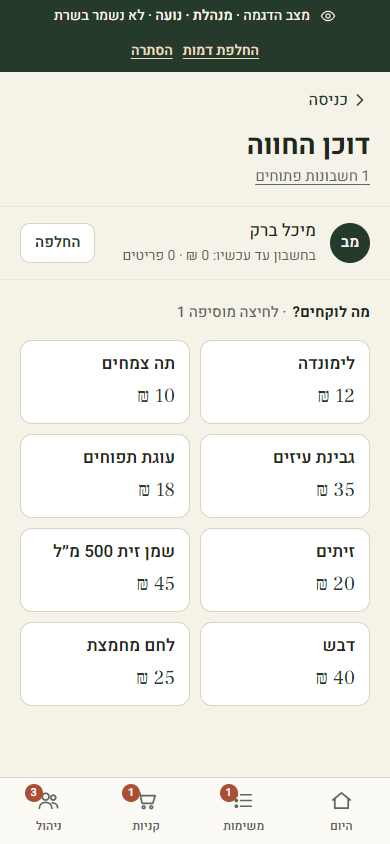 מצב הדגמה · מנהלת · נועה · לא נשמר בשרת
החלפת דמות הסתרה
כניסה
דוכן החווה
1 חשבונות פתוחים
מב
מיכל ברק
בחשבון עד עכשיו: 0 ₪ · 0 פריטים
החלפה
מה לוקחים? · לחיצה מוסיפה 1
לימונדה
12 ₪
תה צמחים
10 ₪
גבינת עיזים
35 ₪
עוגת תפוחים
18 ₪
זיתים
20 ₪
שמן זית 500 מ״ל
45 ₪
דבש
40 ₪
לחם מחמצת
25 ₪
היום
1
משימות
1
קניות
3
ניהול